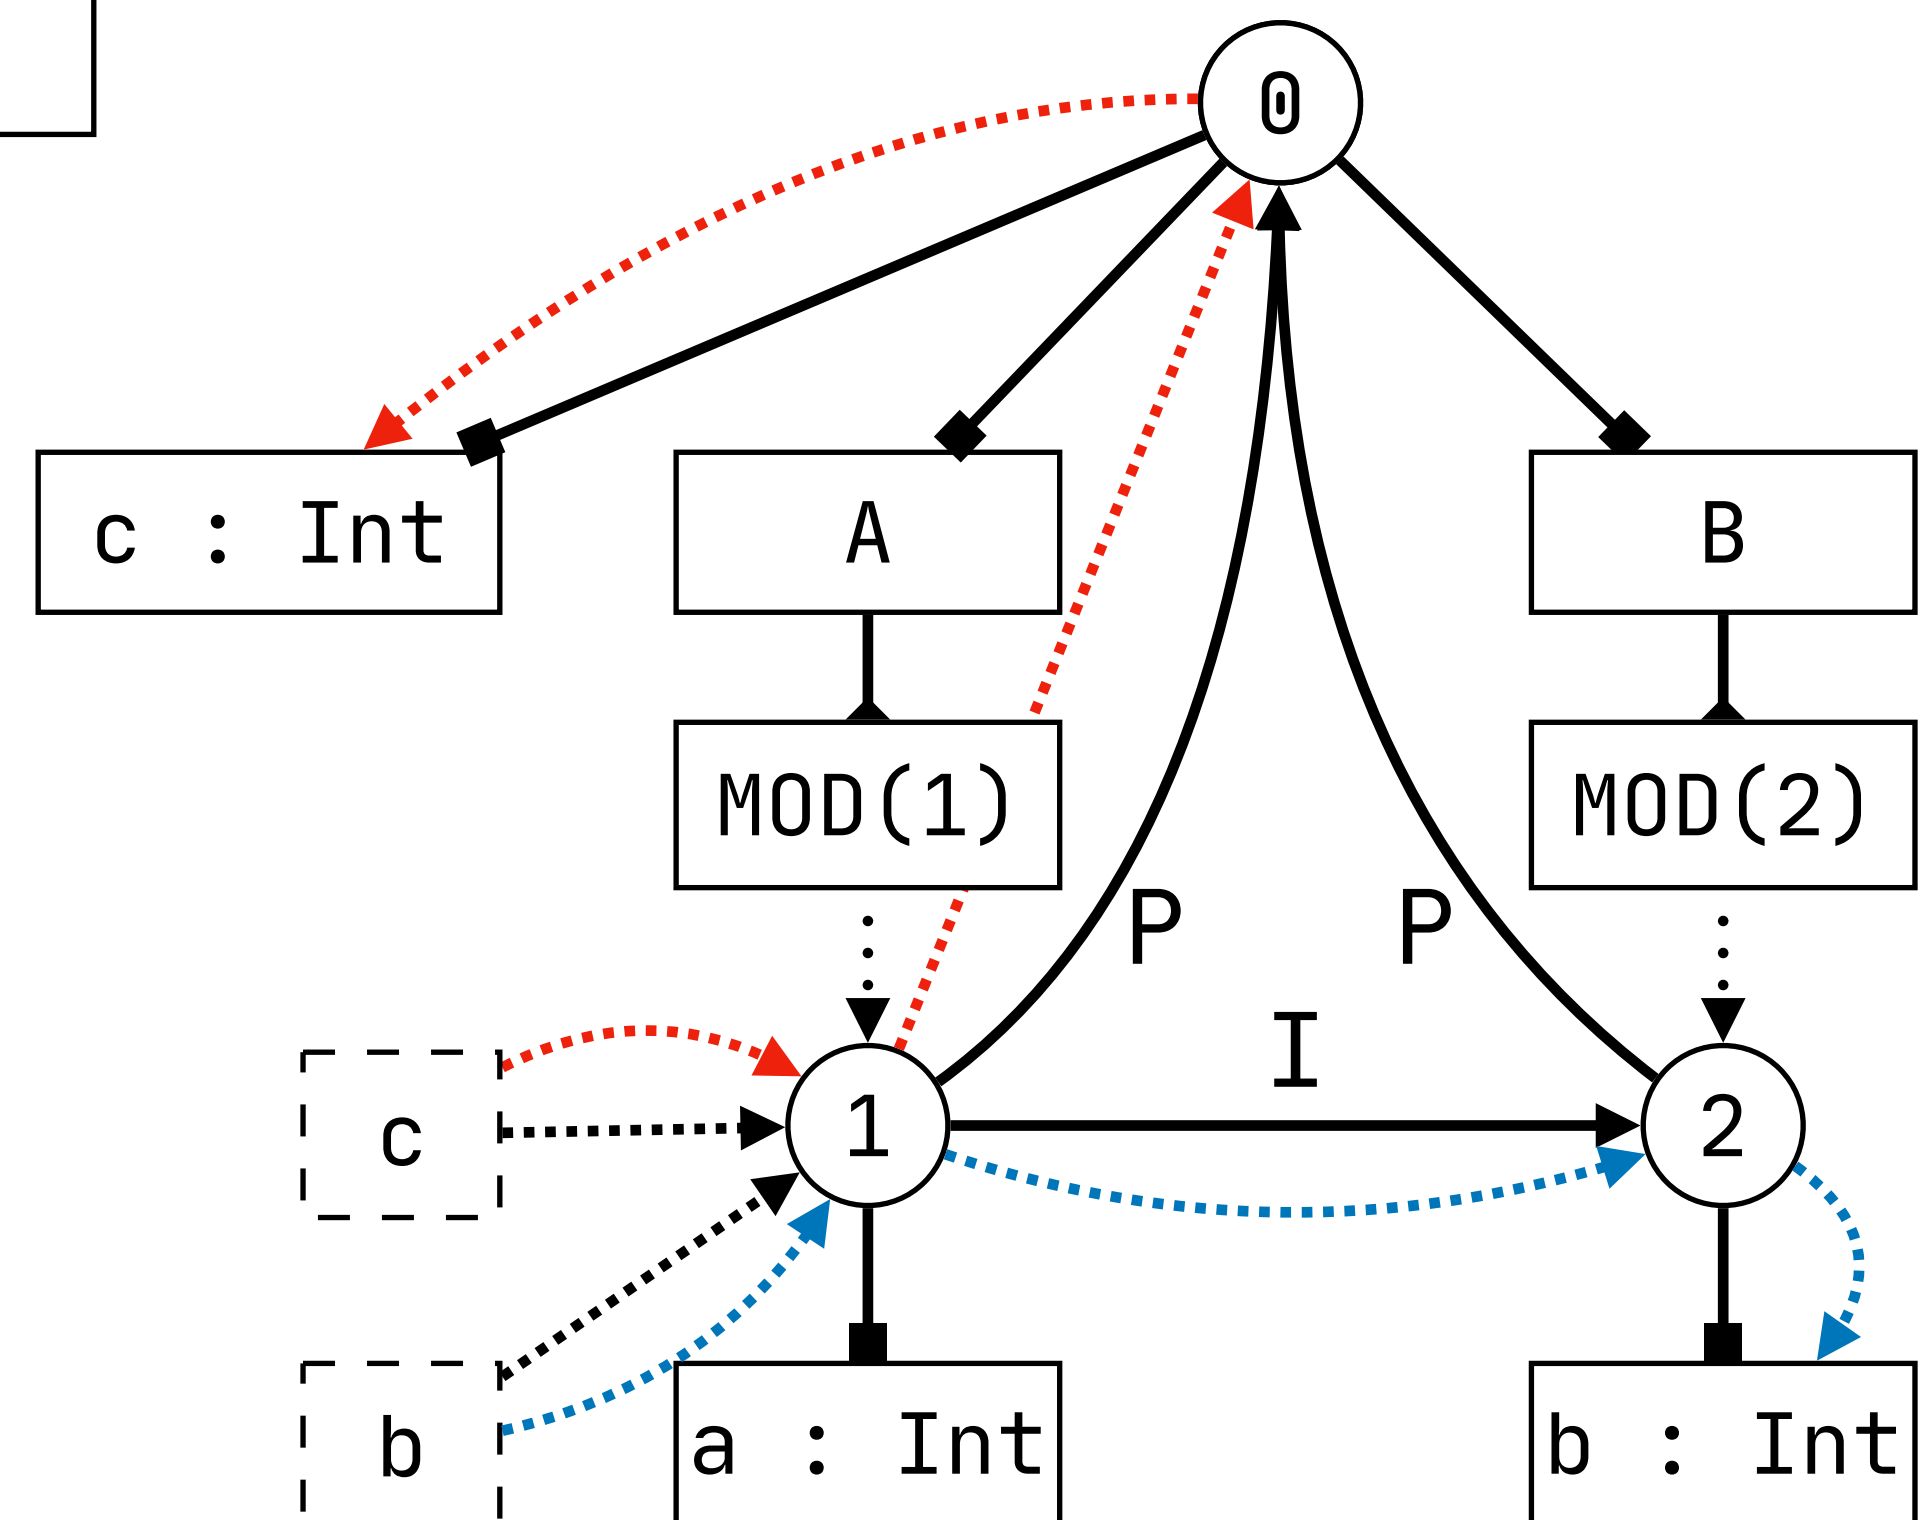 0
c : Int
A
B
MOD(1)
MOD(2)
P
P
I
c
1
2
b
a : Int
b : Int